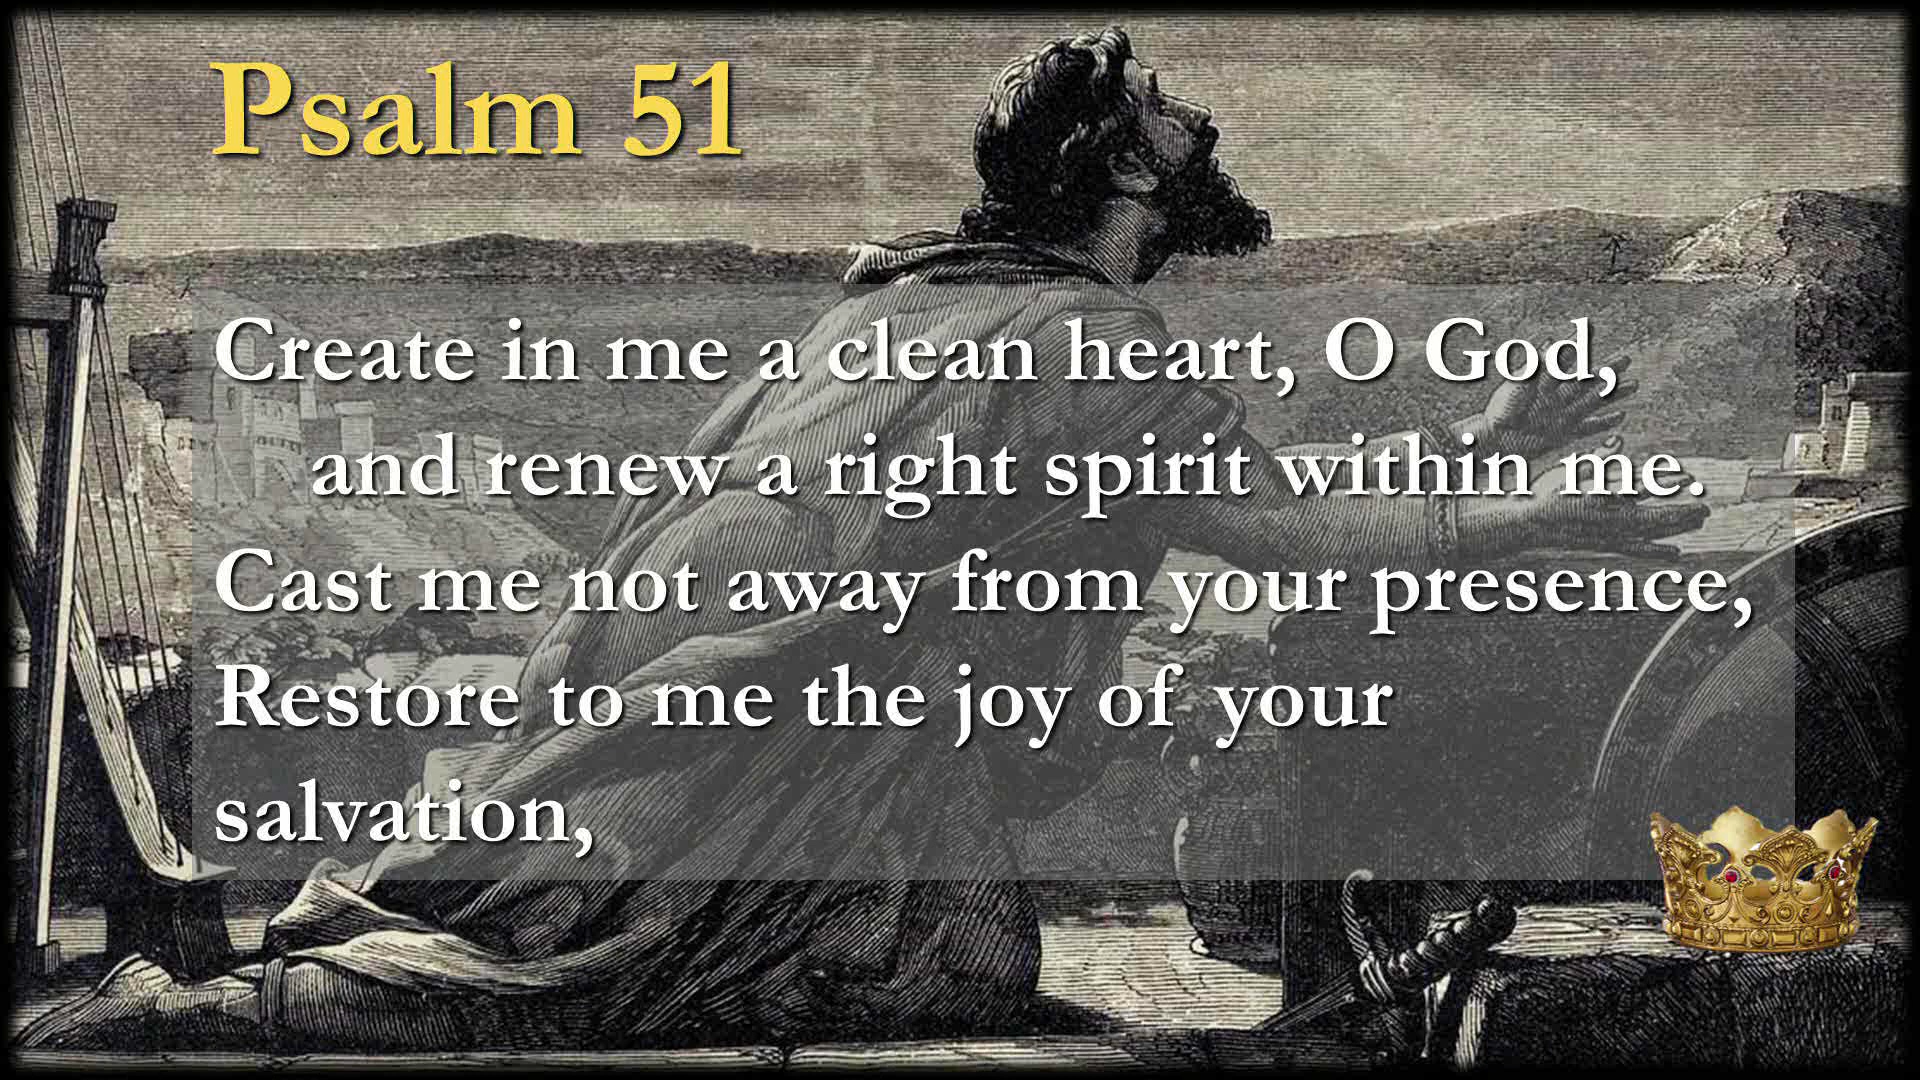 Psalm 51
Create in me a clean heart, O God,
and renew a right spirit within me.
Cast me not away from your presence,
Restore to me the joy of your
salvation,